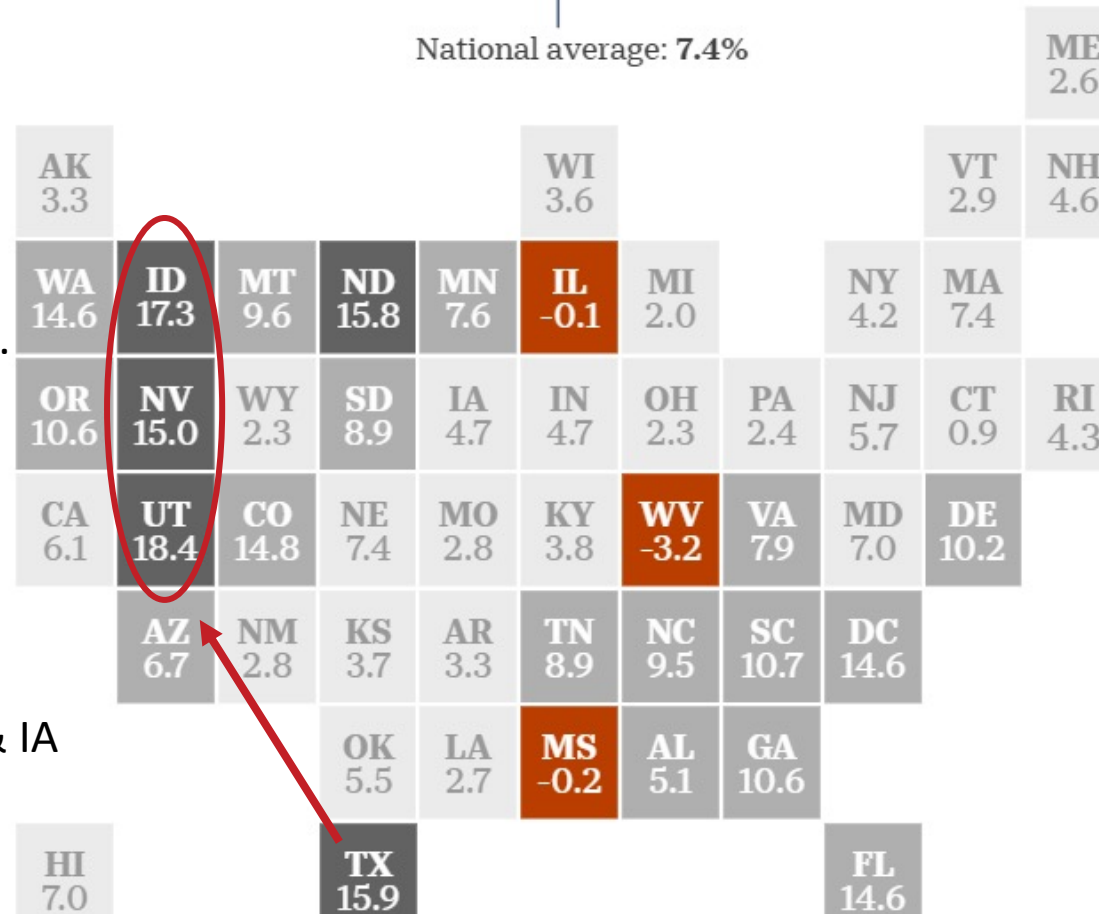 National average: 7.4%
ME
2.6
AK
3.3
WI
3.6
VT
2.9
NH
4.6
WA
14.6
ID
17.3
MT
9.6
ND
15.8
MN
7.6
IL
-0.1
MI
2.0
NY
4.2
MA
7.4
.
OR
10.6
NV
15.0
WY
2.3
SD
8.9
IA
4.7
IN
4.7
OH
2.3
PA
2.4
NJ
5.7
CT
0.9
RI
4.3
CA
6.1
UT
18.4
CO
14.8
NE
7.4
MO
2.8
KY
3.8
WV
-3.2
VA
7.9
MD
7.0
DE
10.2
AZ
6.7
NM
2.8
KS
3.7
AR
3.3
TN
8.9
NC
9.5
SC
10.7
DC
14.6
& IA
OK
5.5
LA
2.7
MS
-0.2
AL
5.1
GA
10.6
HI
7.0
TX
15.9
FL
14.6